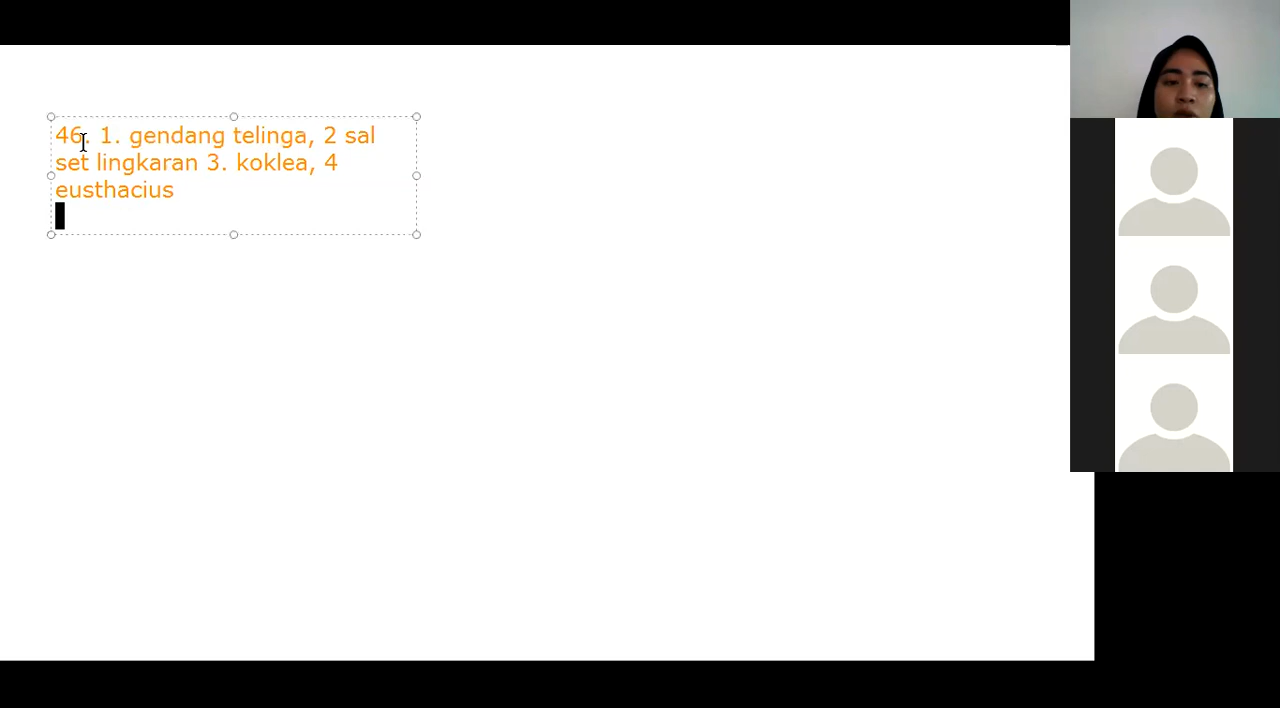 46. 1. gendang telinga, 2 sal
set lingkaran 3. koklea, 4
eusthacius